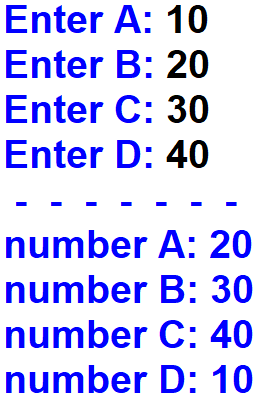 Enter A: 10
Enter B: 20
Enter C: 30
Enter D: 40
- - - - - - -
number A: 20
number B: 30
number C: 40
number D: 10